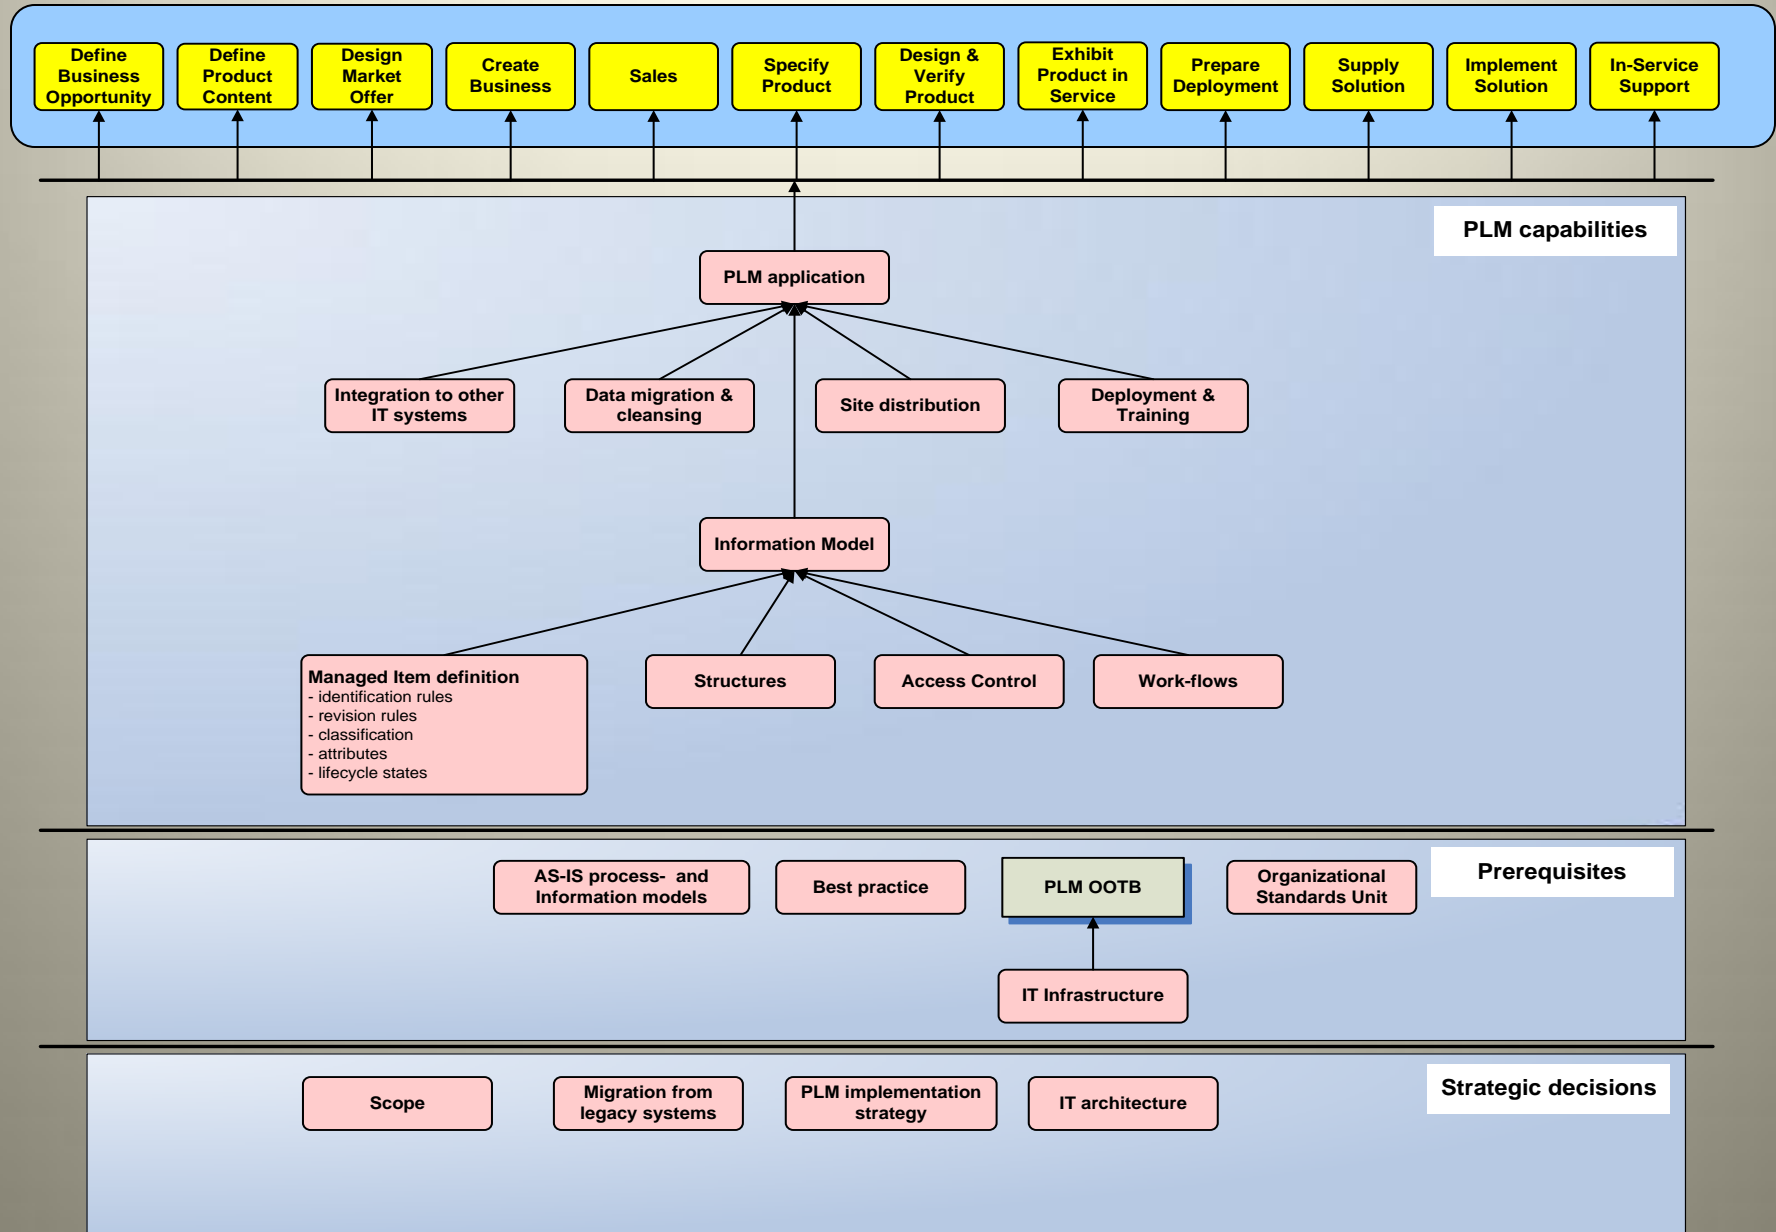 Define
Business
Opportunity
Define
Product
Content
Design
Market
Offer
Create
Business
Sales
Specify
Product
Design &
Verify
Product
Exhibit
Product in
Service
Prepare
Deployment
Supply
Solution
Implement
Solution
In-Service
Support
PLM capabilities
PLM application
Integration to other
IT systems
Data migration &
cleansing
Site distribution
Deployment &
Training
Information Model
Managed Item definition
- identification rules
- revision rules
- classification
- attributes
- lifecycle states
Structures
Access Control
Work-flows
Prerequisites
AS-IS process- and
Information models
Best practice
PLM OOTB
Organizational
Standards Unit
IT Infrastructure
Strategic decisions
Scope
Migration from
legacy systems
PLM implementation
strategy
IT architecture